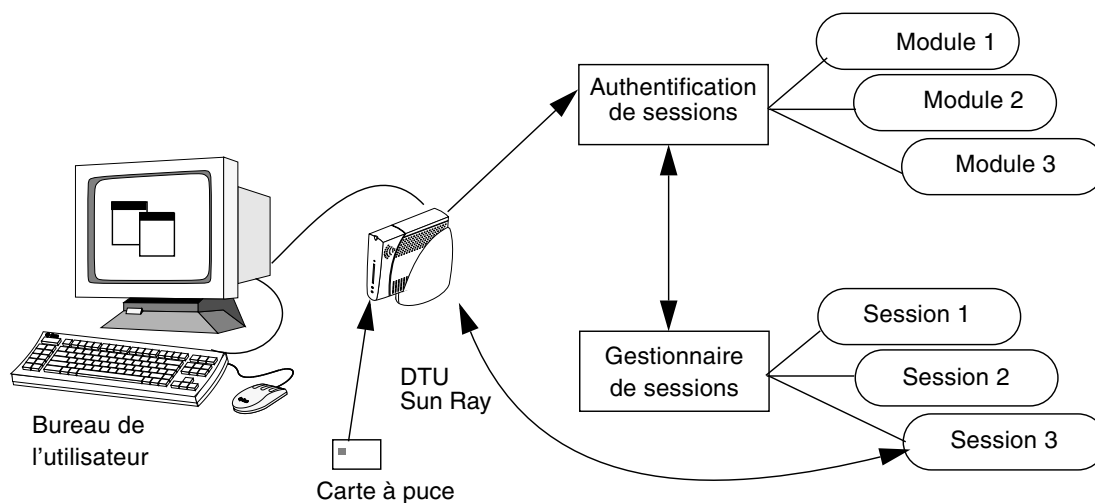 Module 1
Authentification
de sessions
Module 2
Module 3
Session 1
Gestionnaire
de sessions
Session 2
DTU
Sun Ray
Session 3
Bureau de
l’utilisateur
Carte à puce